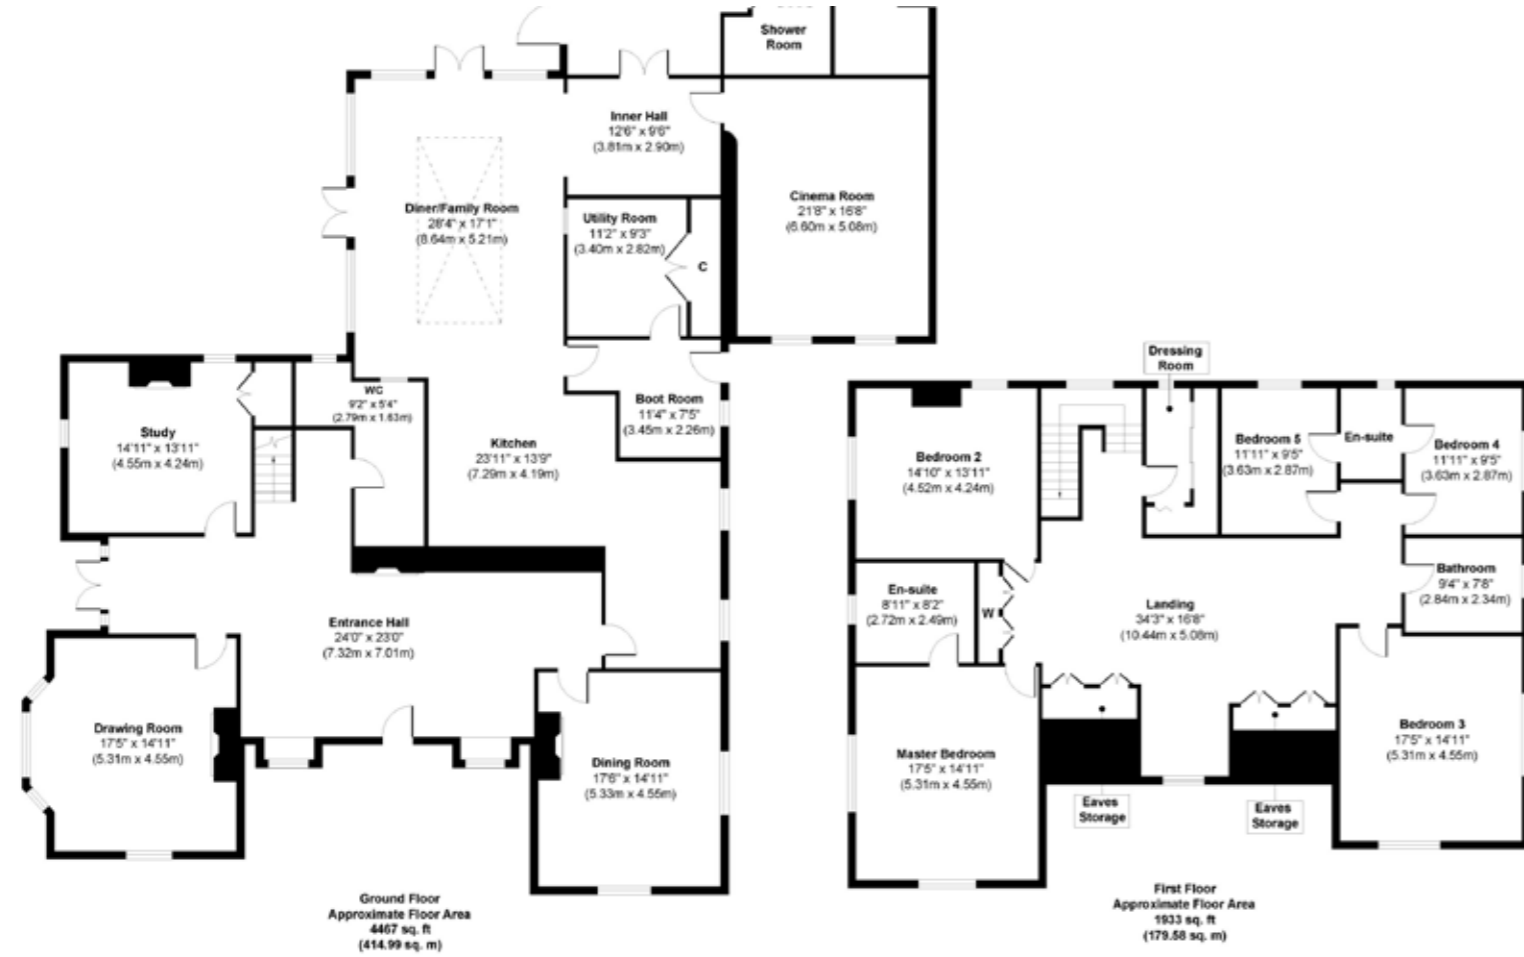 Shower
Room
Inner Hall
12'6" x 9'6"
(3.81m x 2.90m)
Cinema Room
21'8" x 16'8"
(6.60m x 5.08m)
Diner/Family Room
28'4" x 17'1"
(8.64m x 5.21m)
Utility Room
11'2" x 9'3"
(3.40m x 2.82m)
C
WC
9'2" x 5'4"
(2.79m x 1.63m)
Boot Room
11'4" x 7'5"
(3.45m x 2.26m)
Study
14'11" x 13'11"
(4.55m x 4.24m)
Kitchen
23'11" x 13'9"
(7.29m x 4.19m)
Entrance Hall
24'0" x 23'0"
(7.32m x 7.01m)
Drawing Room
17'5" x 14'11"
(5.31m x 4.55m)
Dining Room
17'6" x 14'11"
(5.33m x 4.55m)
Ground Floor
Approximate Floor Area
4467 sq. ft
(414.99 sq. m)
Dressing
Room
Bedroom 2
14'10" x 13'11"
(4.52m x 4.24m)
Bedroom 5
11'11" x 9'5"
(3.63m x 2.87m)
En-suite
Bedroom 4
11'11" x 9'5"
(3.63m x 2.87m)
En-suite
8'11" x 8'2"
(2.72m x 2.49m)
W
Landing
34'3" x 16'8"
(10.44m x 5.08m)
Bathroom
9'4" x 7'8"
(2.84m x 2.34m)
Master Bedroom
17'5" x 14'11"
(5.31m x 4.55m)
Bedroom 3
17'5" x 14'11"
(5.31m x 4.55m)
Eaves
Storage
Eaves
Storage
First Floor
Approximate Floor Area
1933 sq. ft
(179.58 sq. m)